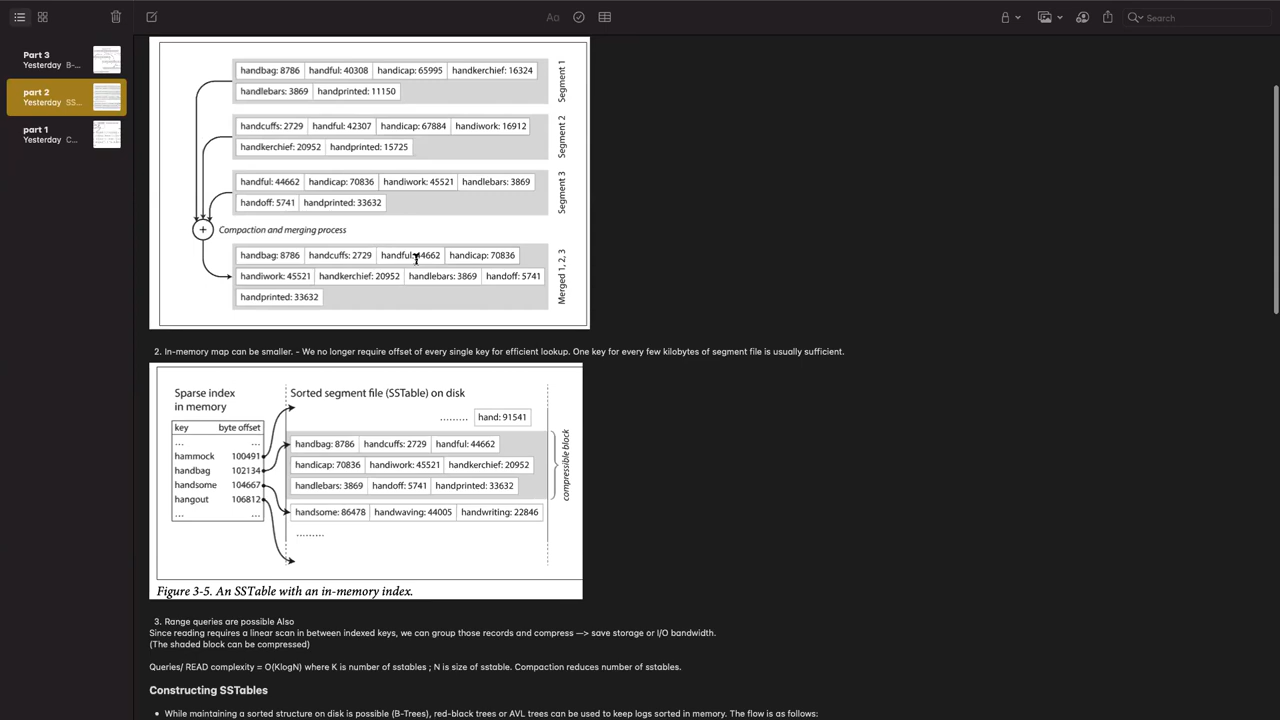 Aa
Search
Part 3
Yesterday B-...
part 2
Yesterday SS...
part 1
Yesterday C...
handbag: 8786 handful: 40308 handicap: 65995 handkerchief: 16324
handlebars: 3869 handprinted: 11150
Segment 1
handcuffs: 2729 handful: 42307 handicap: 67884 handiwork: 16912
handkerchief: 20952 handprinted: 15725
Segment 2
handful: 44662 handicap: 70836 handiwork: 45521 handlebars: 3869
handoff: 5741 handprinted: 33632
Segment 3
+ Compaction and merging process
handbag: 8786 handcuffs: 2729 handful: 44662 handicap: 70836
handiwork: 45521 handkerchief: 20952 handlebars: 3869 handoff: 5741
handprinted: 33632
Merged 1, 2, 3
2. In-memory map can be smaller. - We no longer require offset of every single key for efficient lookup. One key for every few kilobytes of segment file is usually sufficient.
Sparse index
in memory
key byte offset
... ...
hammock 100491
handbag 102134
handsome 104667
hangout 106812
... ...
Sorted segment file (SSTable) on disk
......... hand: 91541
handbag: 8786 handcuffs: 2729 handful: 44662
handicap: 70836 handiwork: 45521 handkerchief: 20952
handlebars: 3869 handoff: 5741 handprinted: 33632
handsome: 86478 handwaving: 44005 handwriting: 22846
.........
compressible block
Figure 3-5. An SSTable with an in-memory index.
3. Range queries are possible Also
Since reading requires a linear scan in between indexed keys, we can group those records and compress —> save storage or I/O bandwidth.
(The shaded block can be compressed)
Queries/ READ complexity = O(KlogN) where K is number of sstables ; N is size of sstable. Compaction reduces number of sstables.
Constructing SSTables
• While maintaining a sorted structure on disk is possible (B-Trees), red-black trees or AVL trees can be used to keep logs sorted in memory. The flow is as follows: